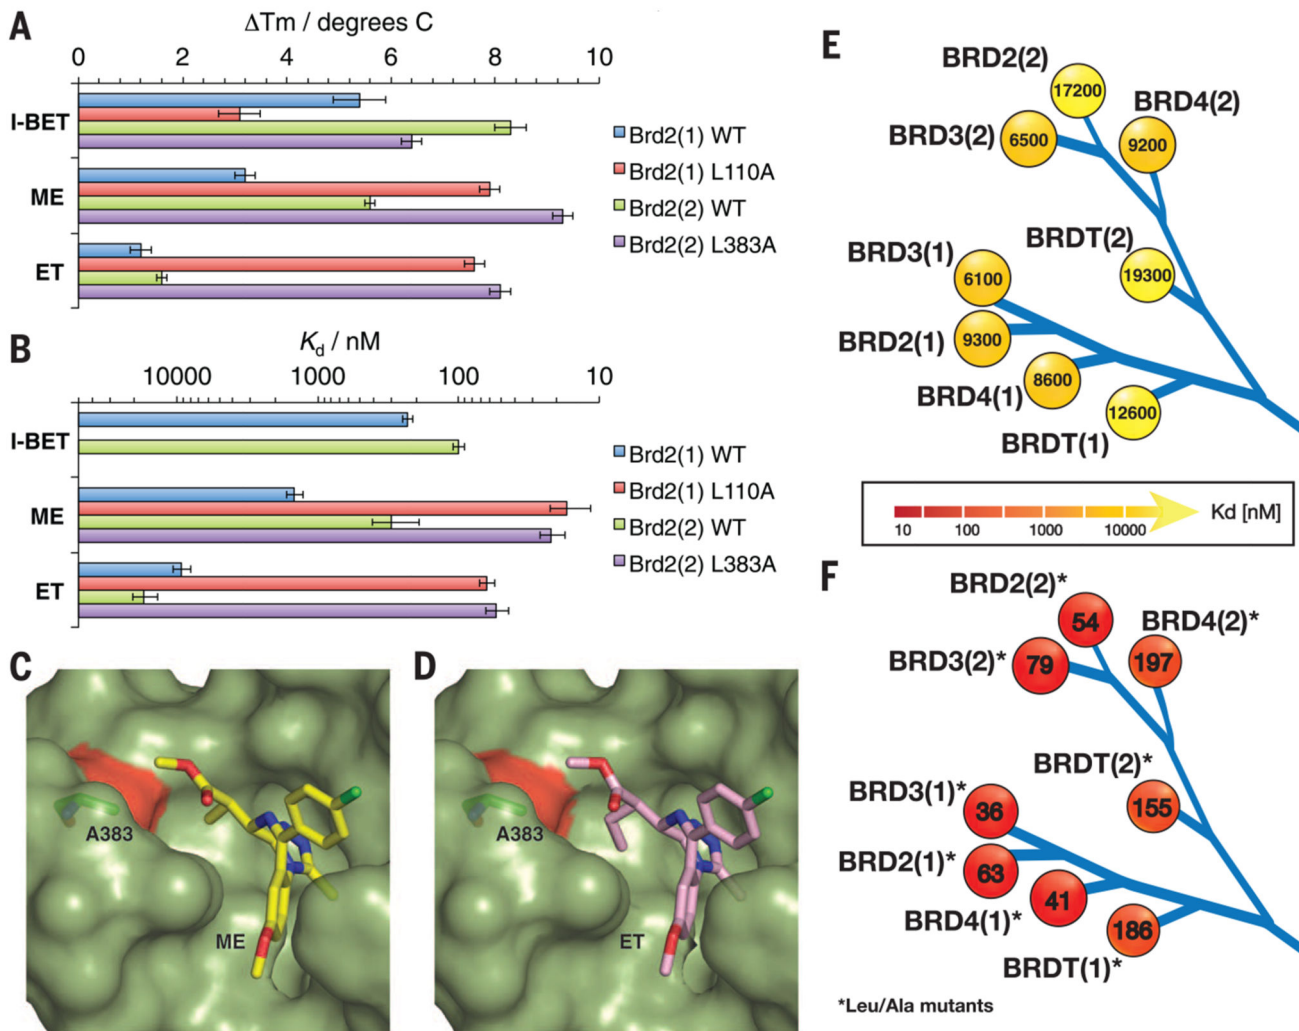 A
ΔTm / degrees C
0 2 4 6 8 10
I-BET
ME
ET
Brd2(1) WT
Brd2(1) L110A
Brd2(2) WT
Brd2(2) L383A
B
Kd / nM
10000 1000 100 10
I-BET
ME
ET
Brd2(1) WT
Brd2(1) L110A
Brd2(2) WT
Brd2(2) L383A
C
A383
ME
D
A383
ET
E
BRD2(2)
17200
BRD4(2)
BRD3(2)
6500
9200
BRDT(2)
19300
BRD3(1)
6100
BRD2(1)
9300
BRD4(1)
8600
12600
BRDT(1)
10 100 1000 10000 Kd [nM]
F
BRD2(2)*
54
BRD4(2)*
BRD3(2)*
79
197
BRDT(2)*
155
BRD3(1)*
36
BRD2(1)*
63
41
BRD4(1)*
186
BRDT(1)*
*Leu/Ala mutants